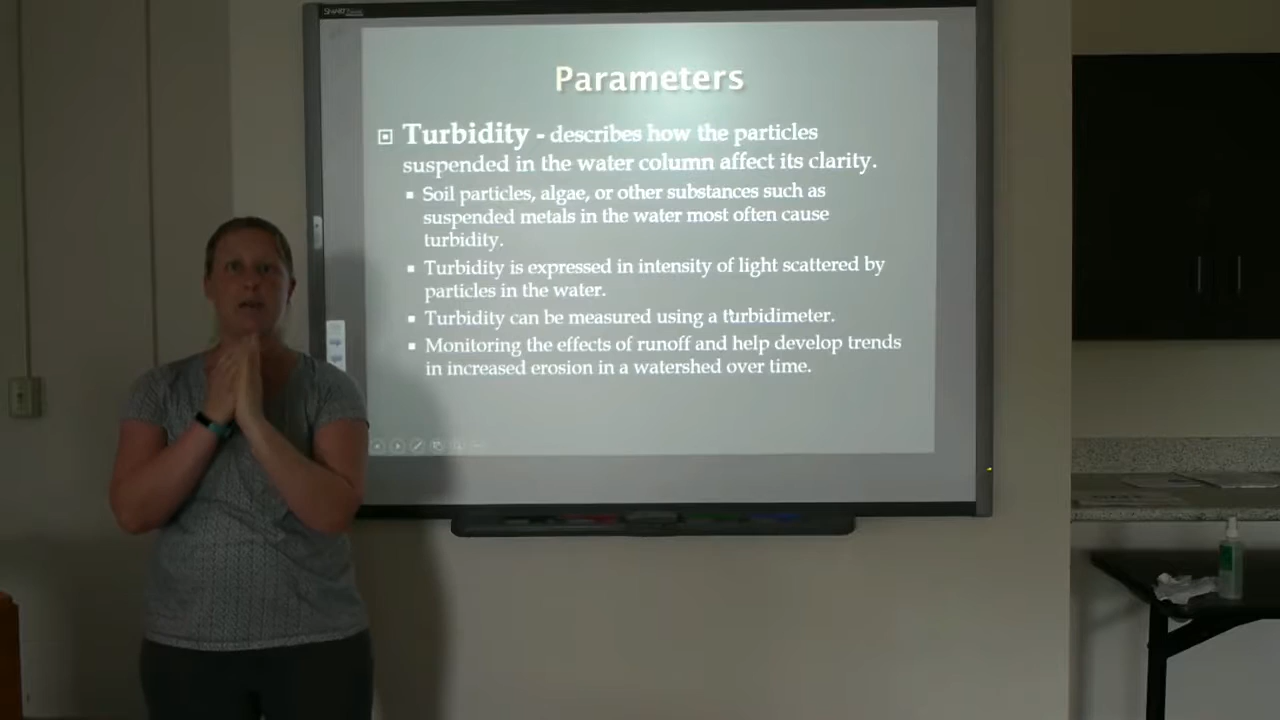 SMART Board
Parameters
Turbidity - describes how the particles
suspended in the water column affect its clarity.
Soil particles, algae, or other substances such as
suspended metals in the water most often cause
turbidity.
Turbidity is expressed in intensity of light scattered by
particles in the water.
Turbidity can be measured using a turbidimeter.
Monitoring the effects of runoff and help develop trends
in increased erosion in a watershed over time.